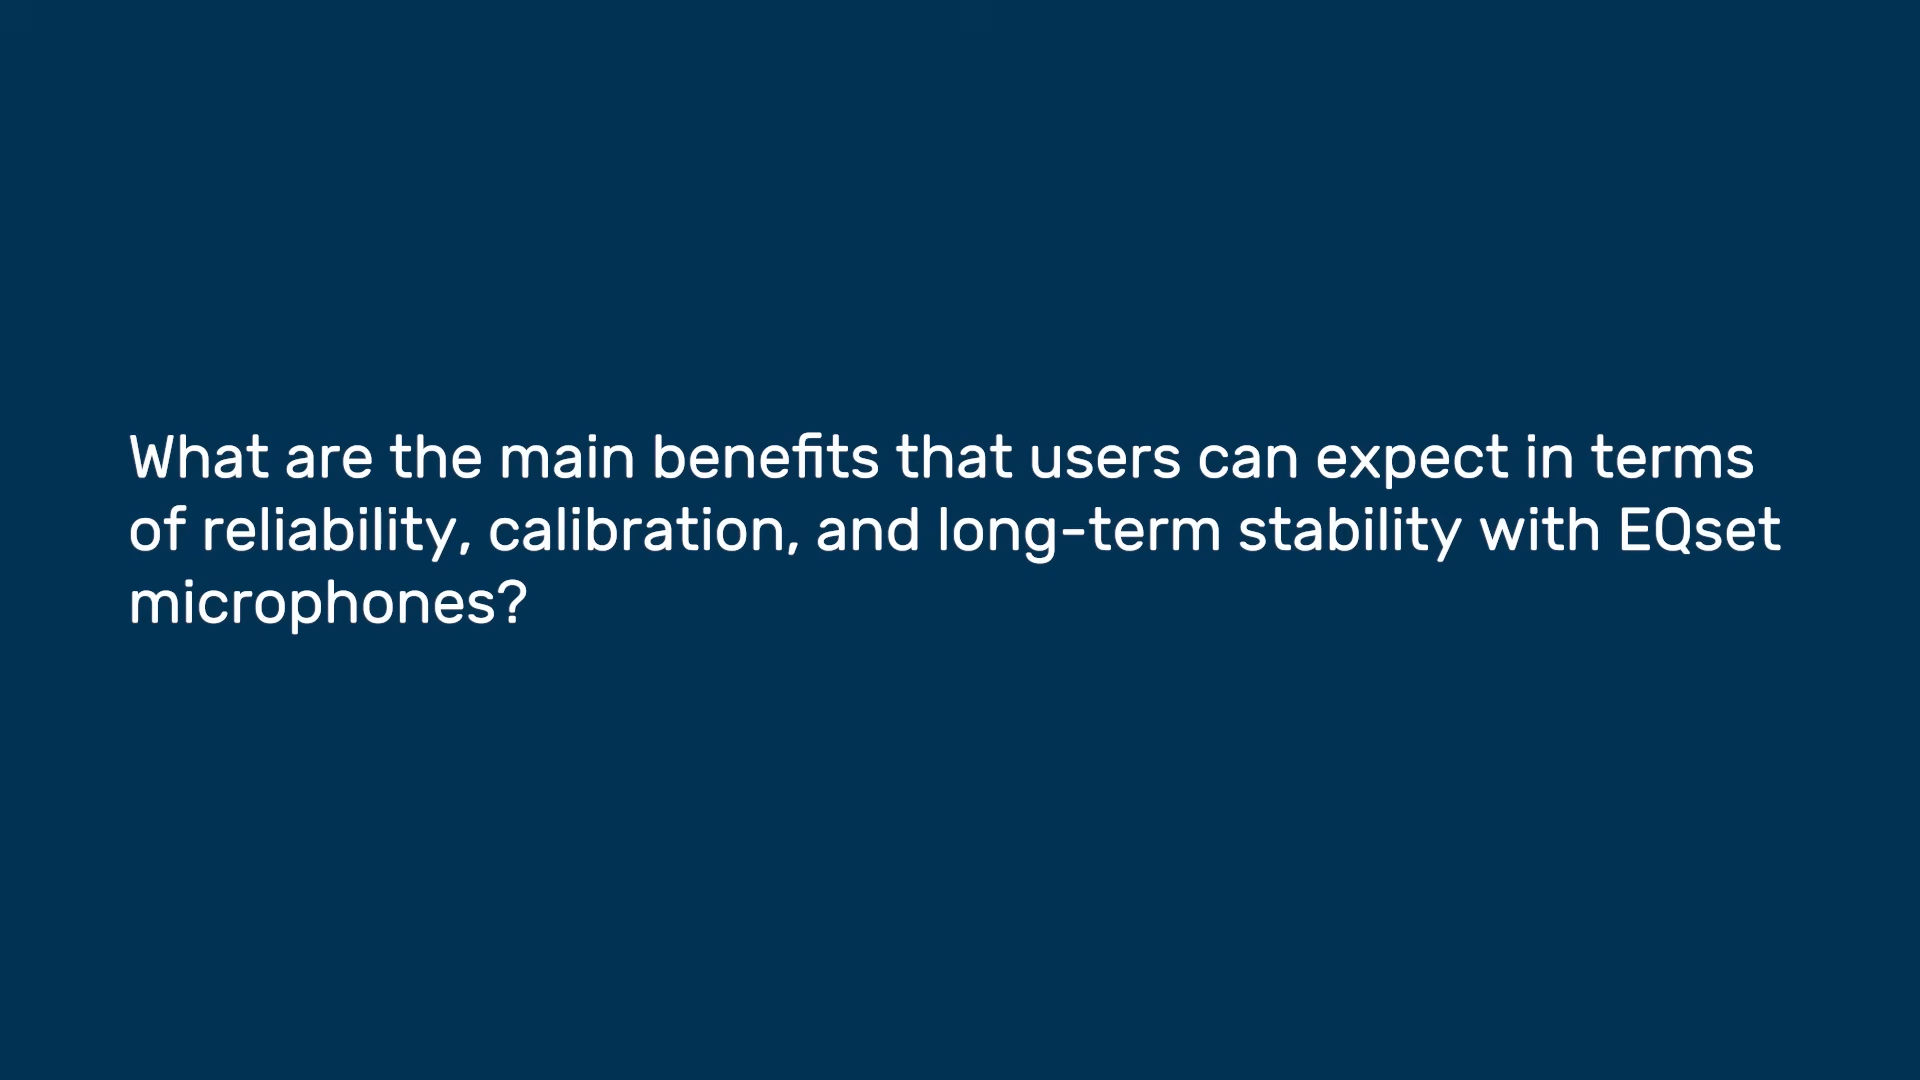 What are the main benefits that users can expect in terms
of reliability, calibration, and long-term stability with EQset
microphones?